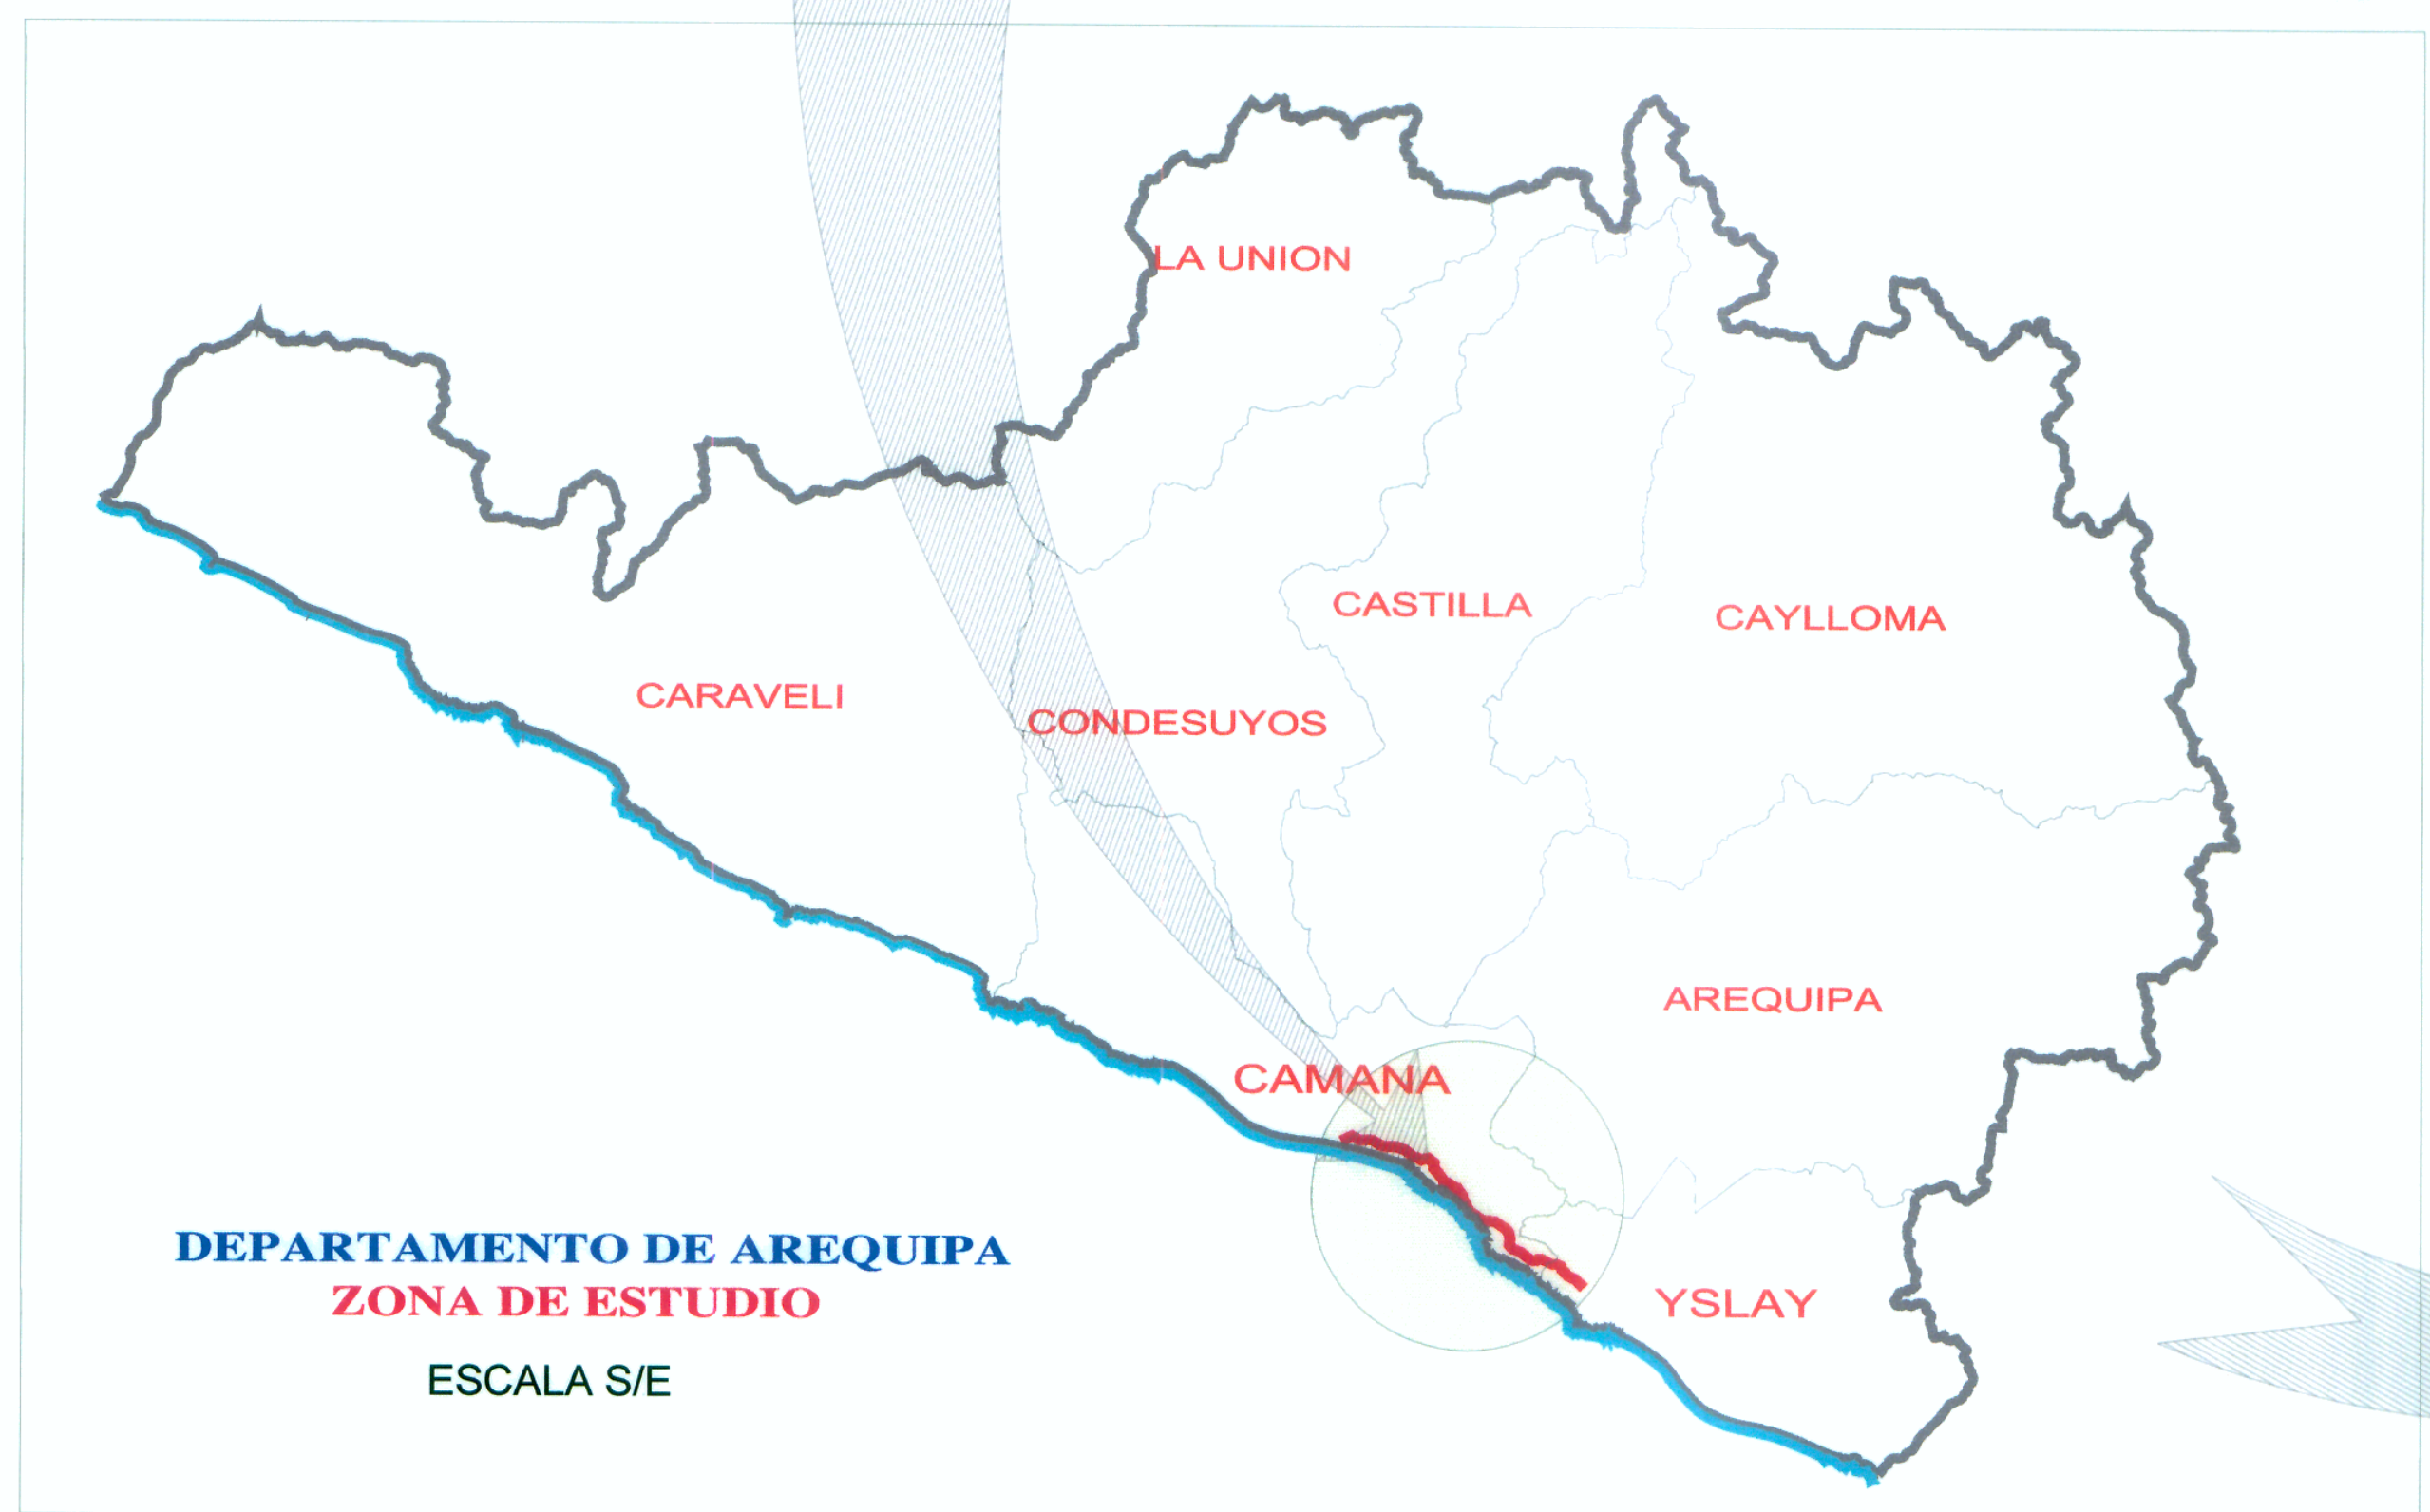 LA UNION
CASTILLA
CAYLLOMA
CARAVELI
CONDESUYOS
AREQUIPA
CAMANA
DEPARTAMENTO DE AREQUIPA
ZONA DE ESTUDIO
YSLAY
ESCALA S/E